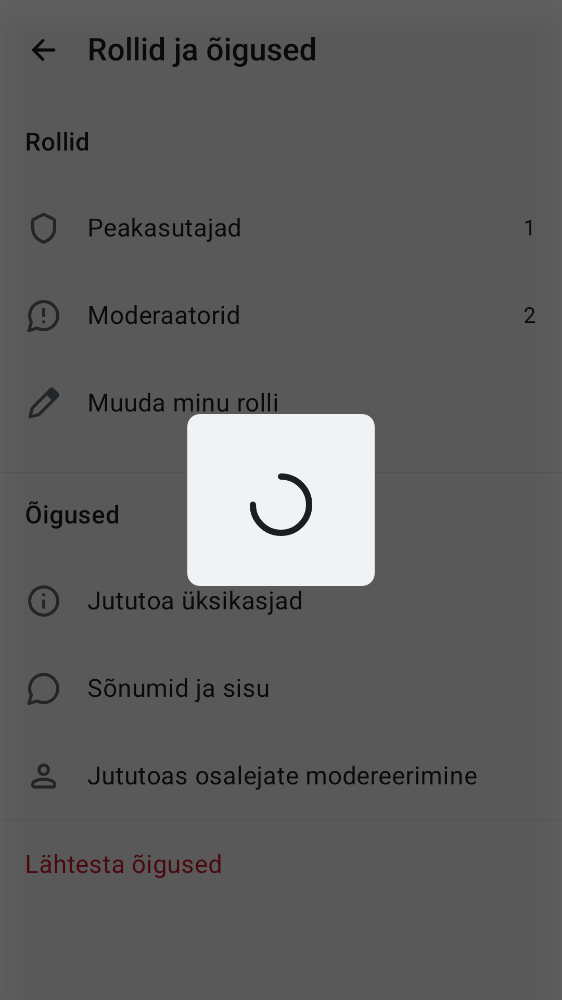 Rollid ja õigused
Rollid
Peakasutajad 1
Moderaatorid 2
Muuda minu rolli
Õigused
Jututoa üksikasjad
Sõnumid ja sisu
Jututoas osalejate modereerimine
Lähtesta õigused